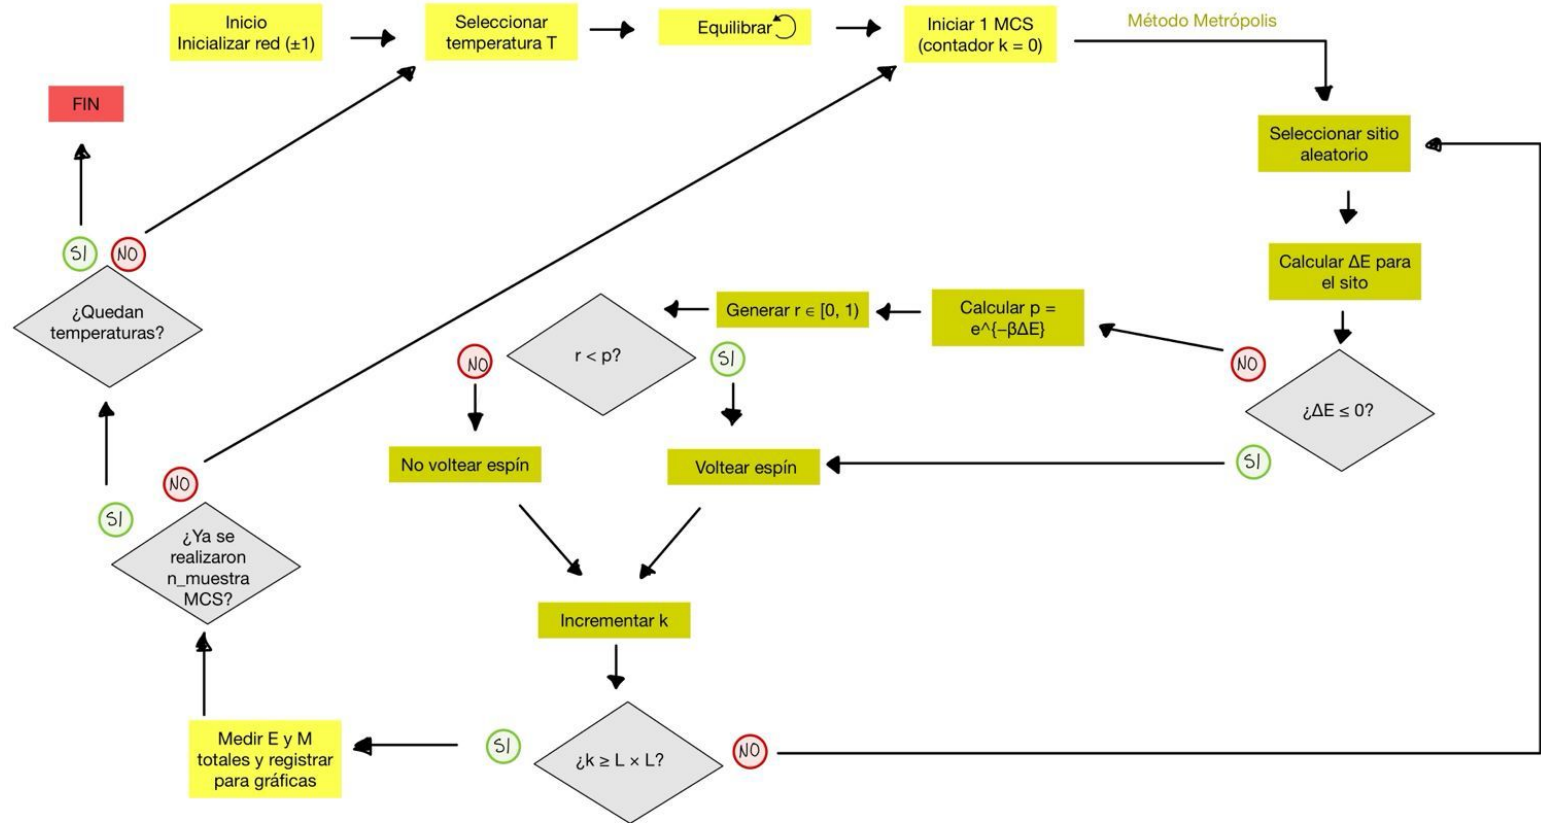 Inicio
Inicializar red (±1)
Seleccionar
temperatura T
Equilibrar
Iniciar 1 MCS
(contador k = 0)
Método Metrópolis
FIN
Seleccionar sitio
aleatorio
SI
NO
Calcular ΔE para
el sito
¿Quedan
temperaturas?
Generar r ∈ [0, 1)
Calcular p =
e^{−βΔE}
NO
r < p?
SI
NO
¿ΔE ≤ 0?
No voltear espín
Voltear espín
SI
NO
SI
¿Ya se
realizaron
n_muestra
MCS?
Incrementar k
Medir E y M
totales y registrar
para gráficas
SI
¿k ≥ L × L?
NO